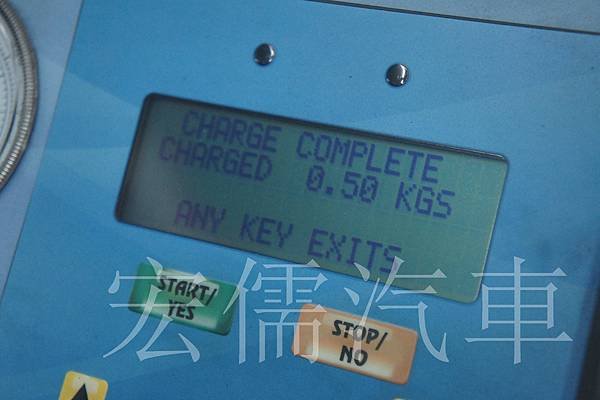 CHARGE COMPLETE
CHARGED 0.50 KGS
ANY KEY EXITS
START/
YES
STOP/
NO
宏儒汽車